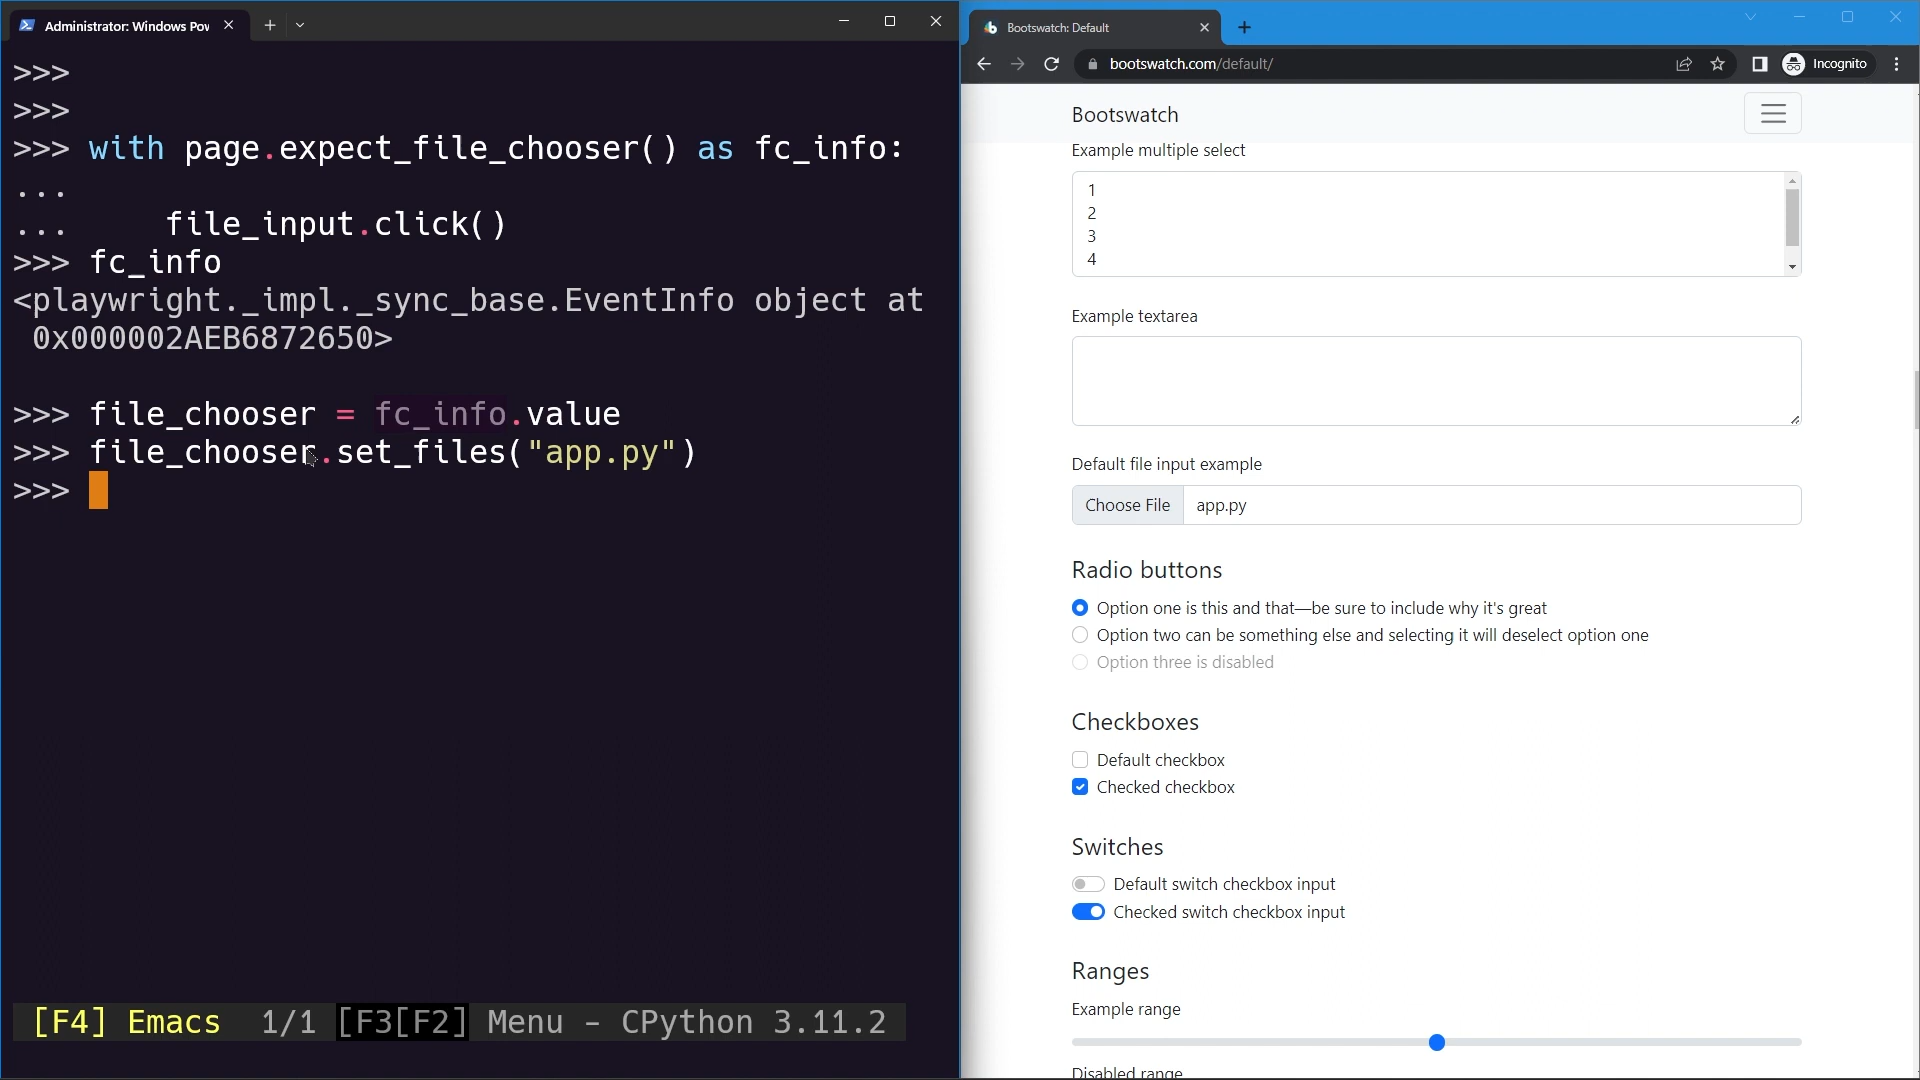 Administrator: Windows Pov
>>>
>>>
>>> with page.expect_file_chooser() as fc_info:
...
...     file_input.click()
>>> fc_info
<playwright._impl._sync_base.EventInfo object at
 0x000002AEB6872650>
>>> file_chooser = fc_info.value
>>> file_chooser.set_files("app.py")
>>>
[F4] Emacs  1/1 [F3[F2] Menu - CPython 3.11.2
Bootswatch: Default
bootswatch.com/default/
Incognito
Bootswatch
Example multiple select
1
2
3
4
Example textarea
Default file input example
Choose File app.py
Radio buttons
Option one is this and that—be sure to include why it's great
Option two can be something else and selecting it will deselect option one
Option three is disabled
Checkboxes
Default checkbox
Checked checkbox
Switches
Default switch checkbox input
Checked switch checkbox input
Ranges
Example range
Disabled range